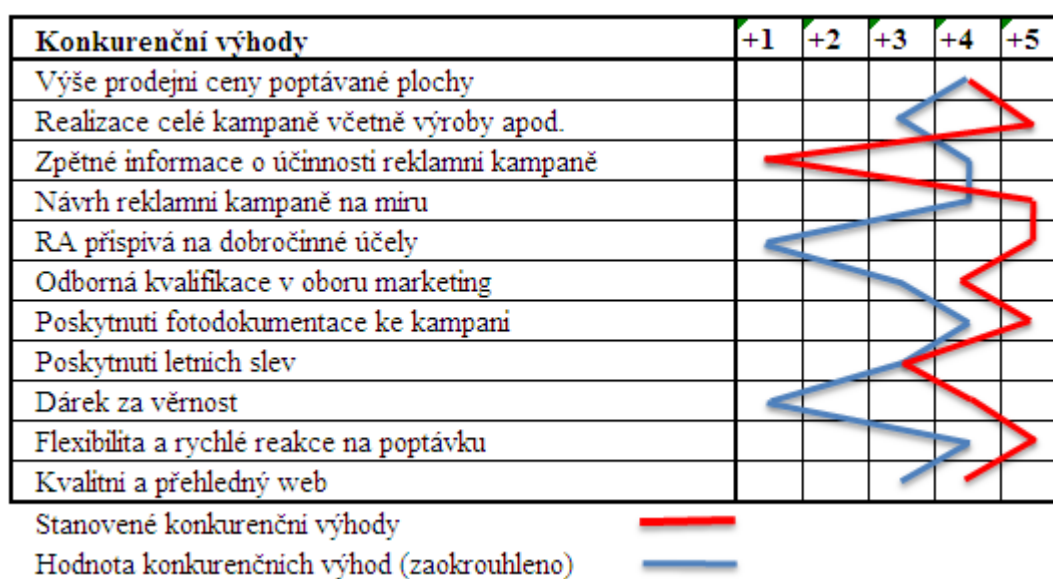 Konkurenční výhody +1 +2 +3 +4 +5
Výše prodejní ceny poptávané plochy
Realizace celé kampaně včetně výroby apod.
Zpětné informace o účinnosti reklamní kampaně
Návrh reklamní kampaně na míru
RA přispívá na dobročinné účely
Odborná kvalifikace v oboru marketing
Poskytnutí fotodokumentace ke kampani
Poskytnutí letních slev
Dárek za věrnost
Flexibilita a rychlé reakce na poptávku
Kvalitní a přehledný web
Stanovené konkurenční výhody
Hodnota konkurenčních výhod (zaokrouhleno)